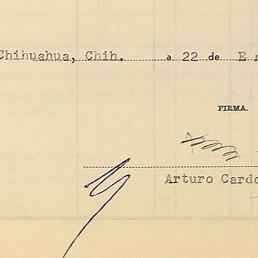 Chihuahua, Chih. a 22 de E
FIRMA.
Arturo Cardo